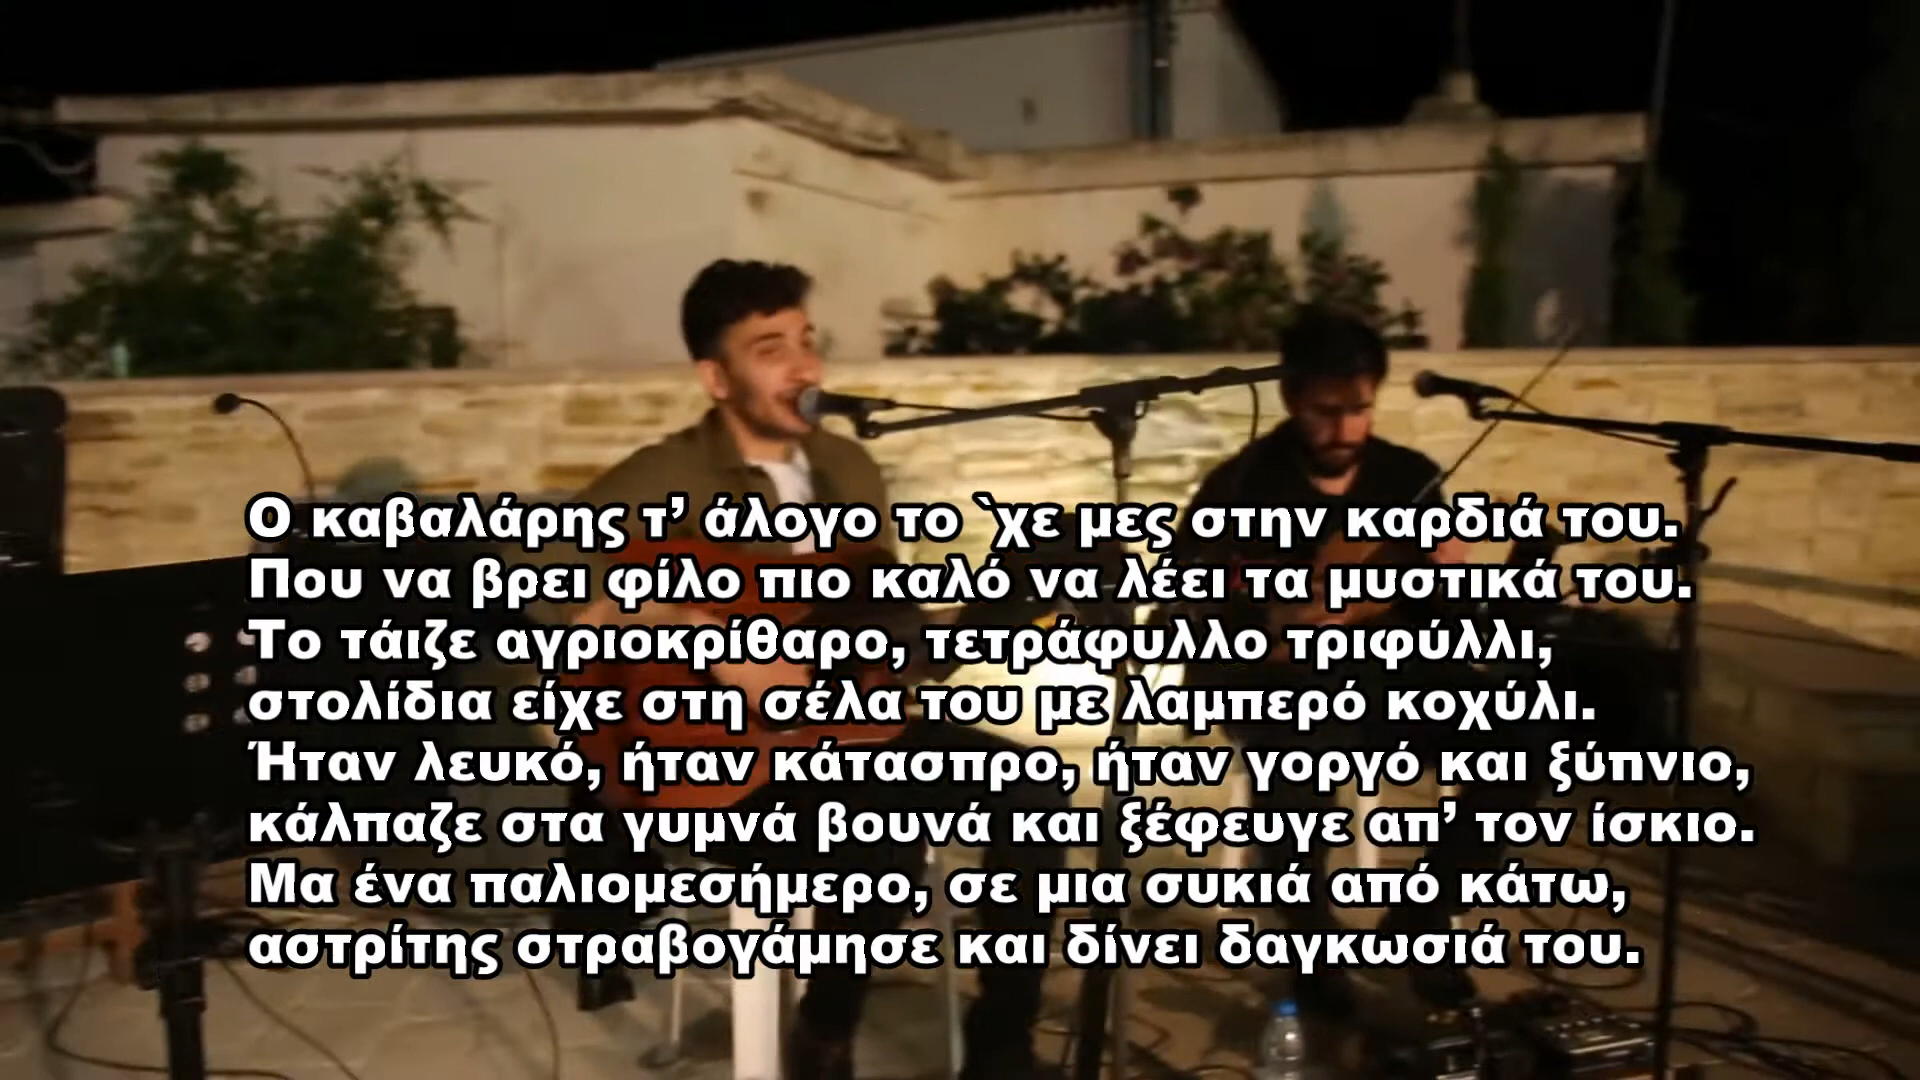 Ο καβαλάρης τ’ άλογο το `χε μες στην καρδιά του.
Που να βρει φίλο πιο καλό να λέει τα μυστικά του.
Το τάιζε αγριοκρίθαρο, τετράφυλλο τριφύλλι,
στολίδια είχε στη σέλα του με λαμπερό κοχύλι.
Ήταν λευκό, ήταν κάτασπρο, ήταν γοργό και ξύπνιο,
κάλπαζε στα γυμνά βουνά και ξέφευγε απ’ τον ίσκιο.
Μα ένα παλιομεσήμερο, σε μια συκιά από κάτω,
αστρίτης στραβογάμησε και δίνει δαγκωσιά του.